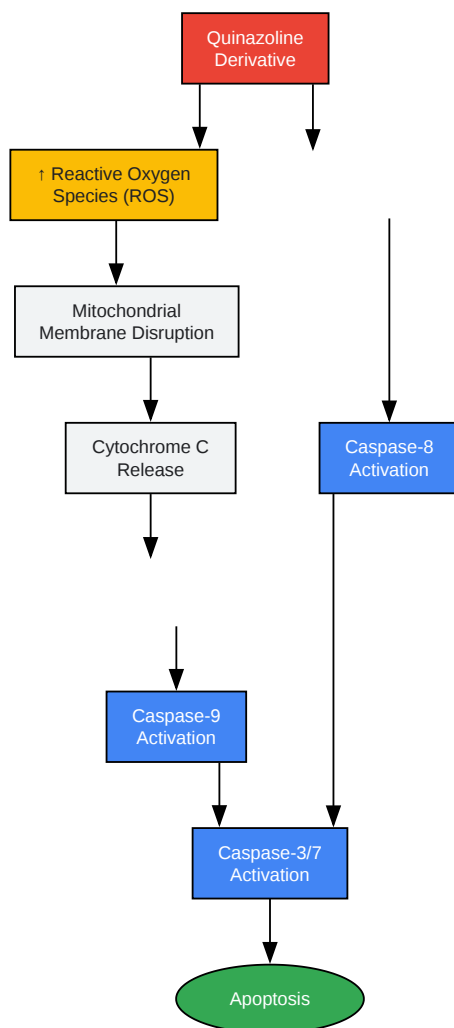 Quinazoline
Derivative
↑ Reactive Oxygen
Species (ROS)
Mitochondrial
Membrane Disruption
Cytochrome C
Release
Caspase-8
Activation
Caspase-9
Activation
Caspase-3/7
Activation
Apoptosis